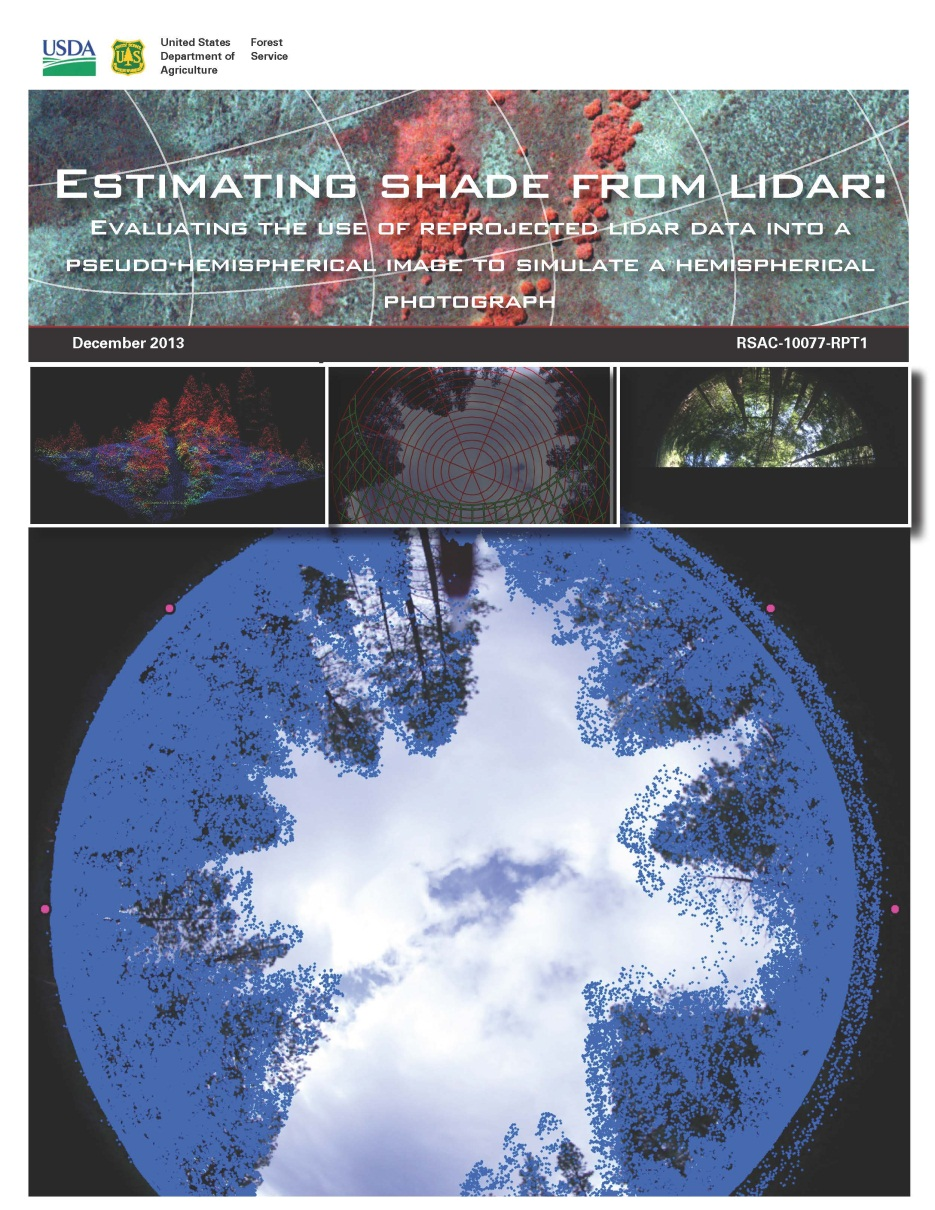 USDA
US
United States Forest
Department of Service
Agriculture
ESTIMATING SHADE FROM LIDAR:
EVALUATING THE USE OF REPROJECTED LIDAR DATA INTO A
PSEUDO-HEMISPHERICAL IMAGE TO SIMULATE A HEMISPHERICAL
PHOTOGRAPH
December 2013 RSAC-10077-RPT1